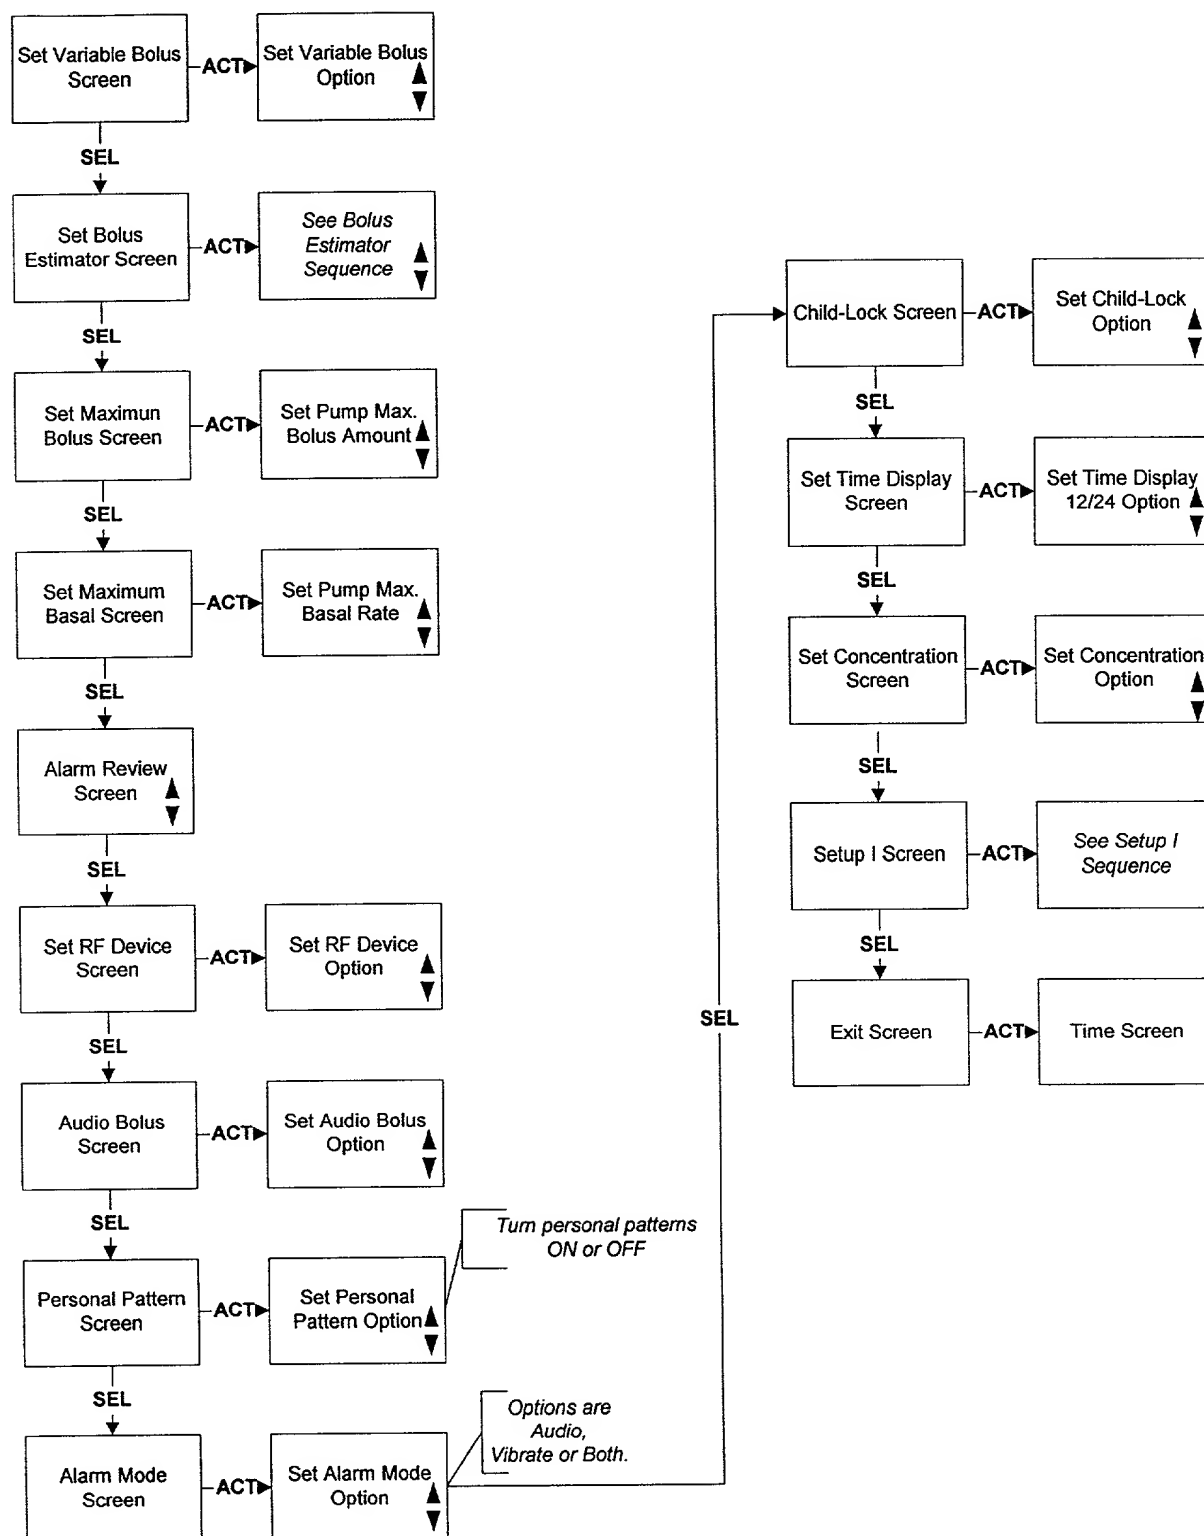 Set Variable Bolus
Screen
ACT
Set Variable Bolus
Option
SEL
Set Bolus
Estimator Screen
ACT
See Bolus
Estimator
Sequence
SEL
Set Maximun
Bolus Screen
ACT
Set Pump Max.
Bolus Amount
SEL
Set Maximum
Basal Screen
ACT
Set Pump Max.
Basal Rate
SEL
Alarm Review
Screen
SEL
Set RF Device
Screen
ACT
Set RF Device
Option
SEL
Audio Bolus
Screen
ACT
Set Audio Bolus
Option
SEL
Personal Pattern
Screen
ACT
Set Personal
Pattern Option
Turn personal patterns
ON or OFF
SEL
Alarm Mode
Screen
ACT
Set Alarm Mode
Option
Options are
Audio,
Vibrate or Both.
SEL
Child-Lock Screen
ACT
Set Child-Lock
Option
SEL
Set Time Display
Screen
ACT
Set Time Display
12/24 Option
SEL
Set Concentration
Screen
ACT
Set Concentration
Option
SEL
Setup I Screen
ACT
See Setup I
Sequence
SEL
Exit Screen
ACT
Time Screen